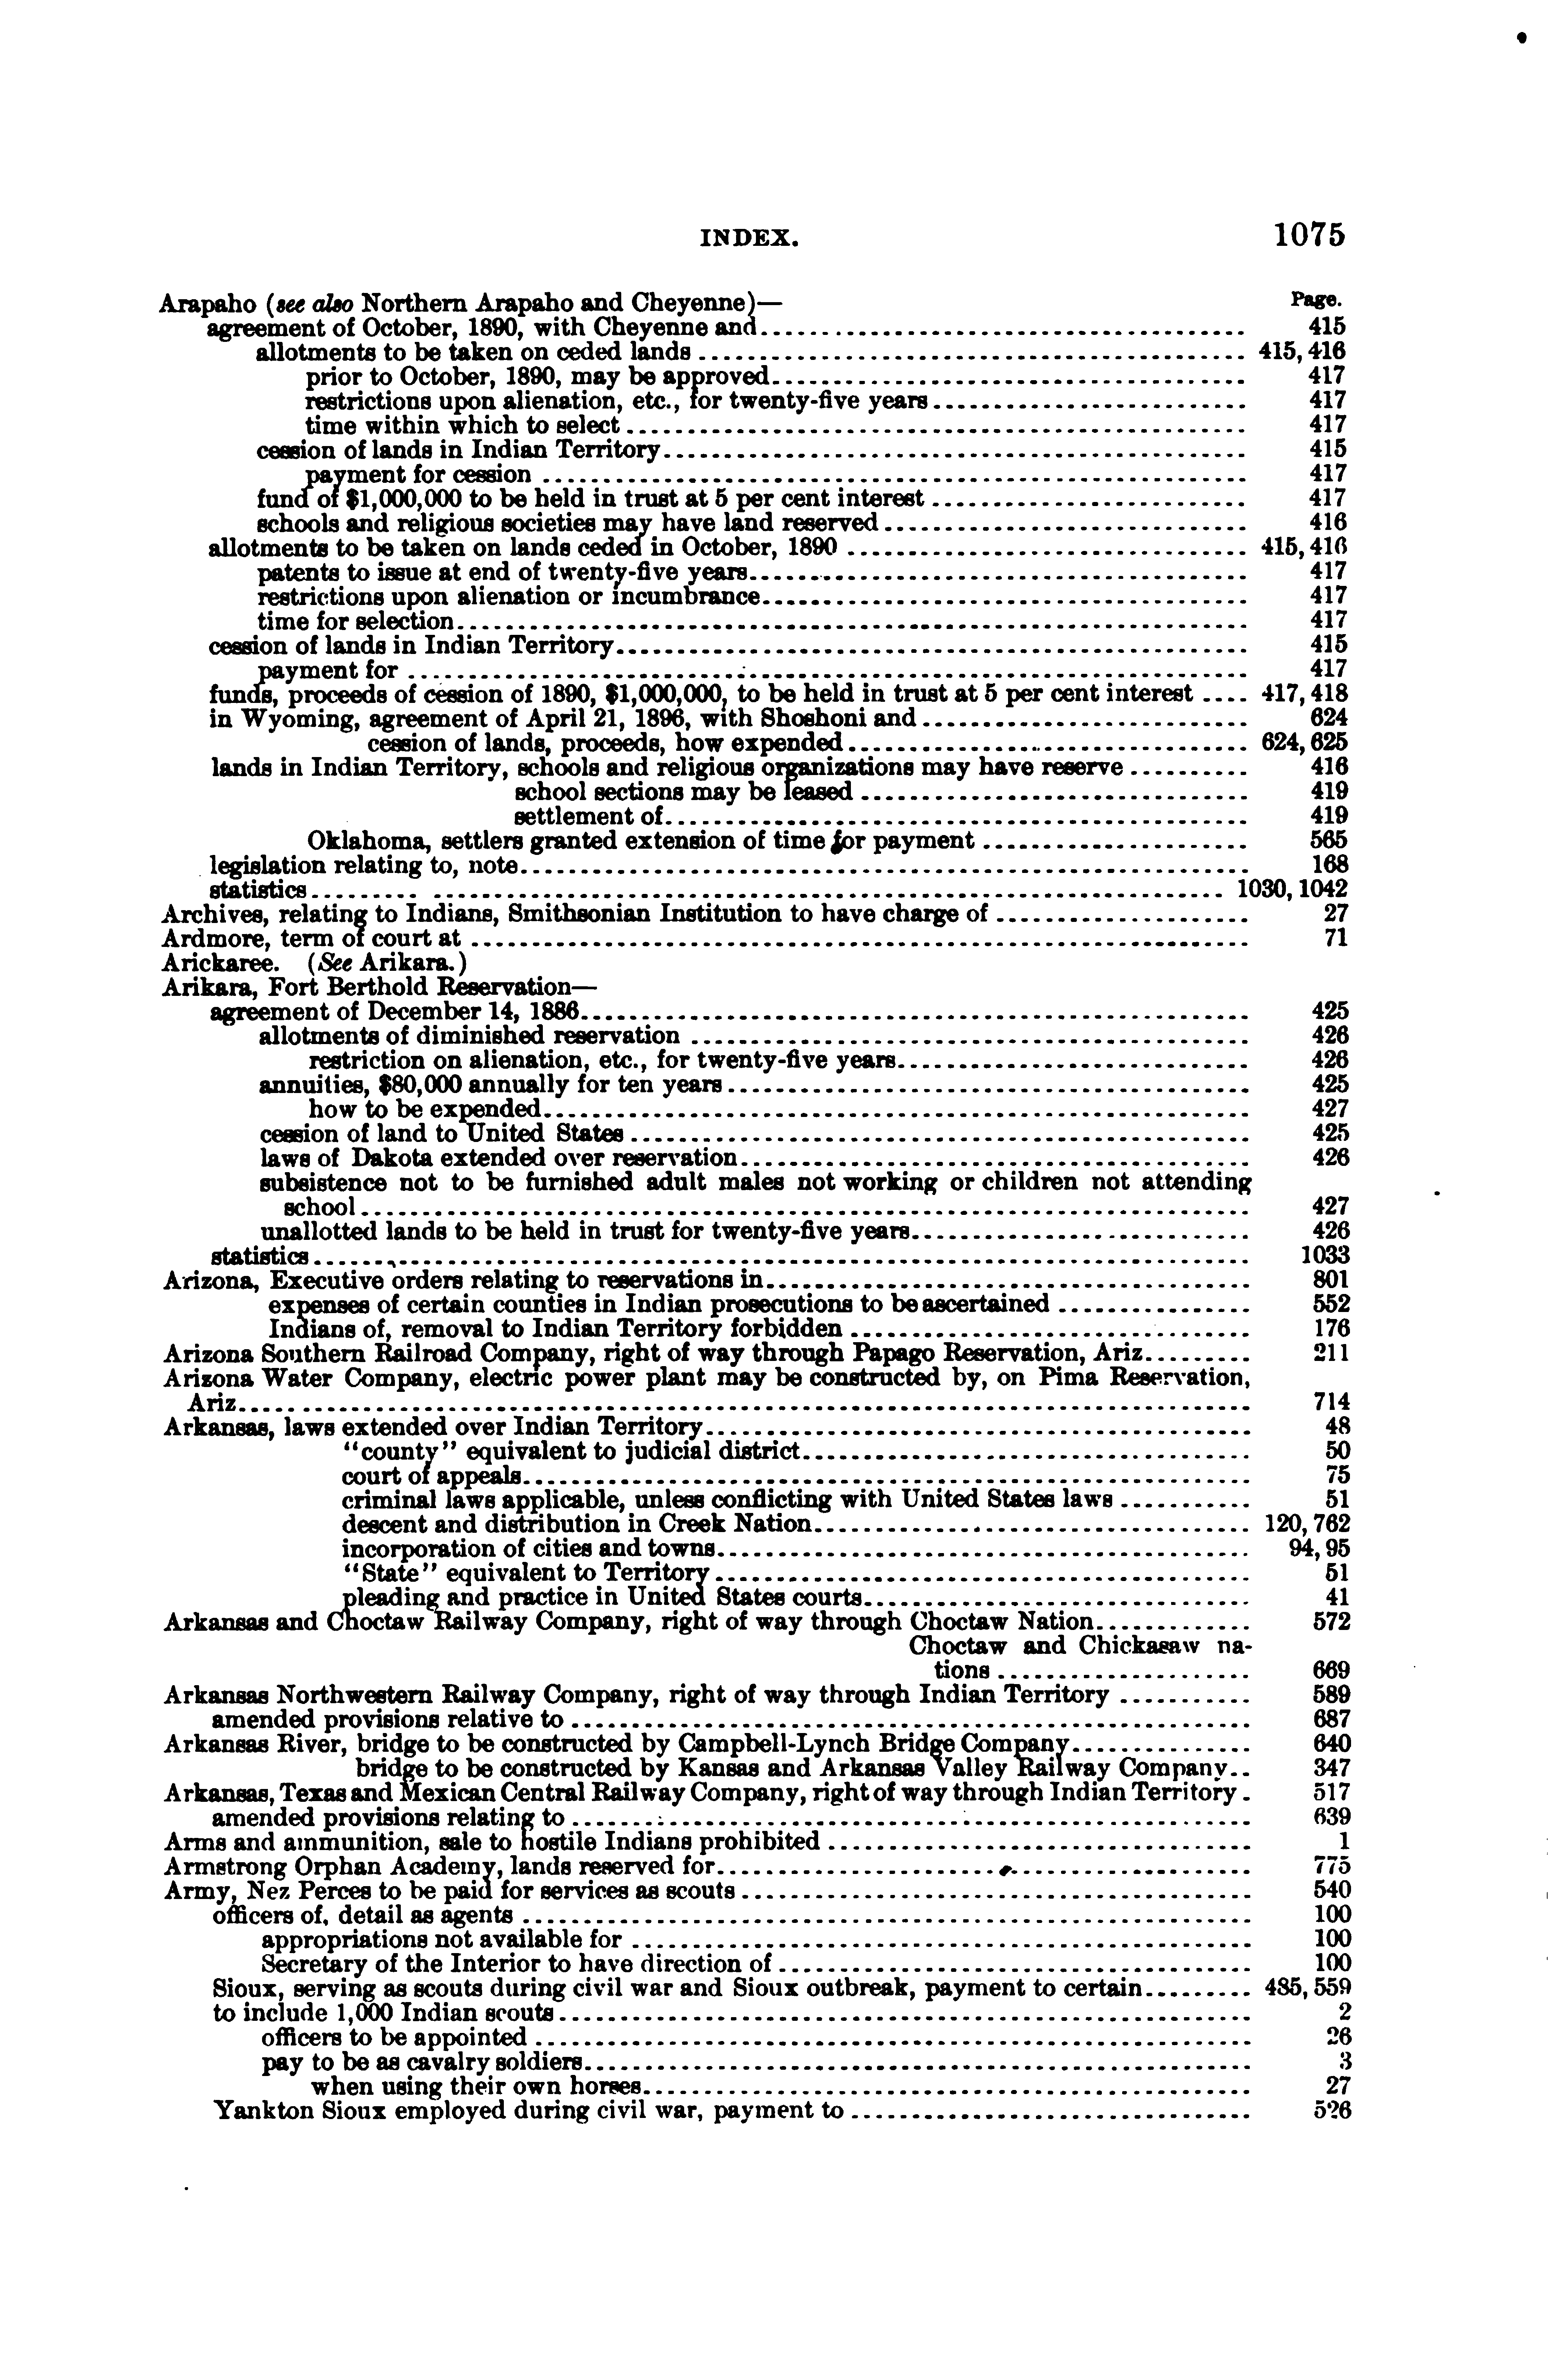 INDEX. 1075
Page.
Arapaho (see also Northern Arapaho and Cheyenne)—
agreement of October, 1890, with Cheyenne and 415
allotments to be taken on ceded lands 415, 416
prior to October, 1890, may be approved 417
restrictions upon alienation, etc., for twenty-five years 417
time within which to select 417
cession of lands in Indian Territory 415
payment for cession 417
fund of $1,000,000 to be held in trust at 5 per cent interest 417
schools and religious societies may have land reserved 416
allotments to be taken on lands ceded in October, 1890 415, 416
patents to issue at end of twenty-five years 417
restrictions upon alienation or incumbrance 417
time for selection 417
cession of lands in Indian Territory 415
payment for 417
funds, proceeds of cession of 1890, $1,000,000, to be held in trust at 5 per cent interest 417, 418
in Wyoming, agreement of April 21, 1896, with Shoshoni and 624
cession of lands, proceeds, how expended 624, 625
lands in Indian Territory, schools and religious organizations may have reserve 416
school sections may be leased 419
settlement of 419
Oklahoma, settlers granted extension of time for payment 565
legislation relating to, note 168
statistics 1030, 1042
Archives, relating to Indians, Smithsonian Institution to have charge of 27
Ardmore, term of court at 71
Arickaree. (See Arikara.)
Arikara, Fort Berthold Reservation—
agreement of December 14, 1886 425
allotments of diminished reservation 426
restriction on alienation, etc., for twenty-five years 426
annuities, $80,000 annually for ten years 425
how to be expended 427
cession of land to United States 425
laws of Dakota extended over reservation 426
subsistence not to be furnished adult males not working or children not attending
school 427
unallotted lands to be held in trust for twenty-five years 426
statistics 1033
Arizona, Executive orders relating to reservations in 801
expenses of certain counties in Indian prosecutions to be ascertained 552
Indians of, removal to Indian Territory forbidden 176
Arizona Southern Railroad Company, right of way through Papago Reservation, Ariz 211
Arizona Water Company, electric power plant may be constructed by, on Pima Reservation,
Ariz 714
Arkansas, laws extended over Indian Territory 48
"county" equivalent to judicial district 50
court of appeals 75
criminal laws applicable, unless conflicting with United States laws 51
descent and distribution in Creek Nation 120, 762
incorporation of cities and towns 94, 95
"State" equivalent to Territory 51
pleading and practice in United States courts 41
Arkansas and Choctaw Railway Company, right of way through Choctaw Nation 572
Choctaw and Chickasaw na-
tions 669
Arkansas Northwestern Railway Company, right of way through Indian Territory 589
amended provisions relative to 687
Arkansas River, bridge to be constructed by Campbell-Lynch Bridge Company 640
bridge to be constructed by Kansas and Arkansas Valley Railway Company 347
Arkansas, Texas and Mexican Central Railway Company, right of way through Indian Territory 517
amended provisions relating to 639
Arms and ammunition, sale to hostile Indians prohibited 1
Armstrong Orphan Academy, lands reserved for 775
Army, Nez Perces to be paid for services as scouts 540
officers of, detail as agents 100
appropriations not available for 100
Secretary of the Interior to have direction of 100
Sioux, serving as scouts during civil war and Sioux outbreak, payment to certain 485, 559
to include 1,000 Indian scouts 2
officers to be appointed 26
pay to be as cavalry soldiers 3
when using their own horses 27
Yankton Sioux employed during civil war, payment to 526